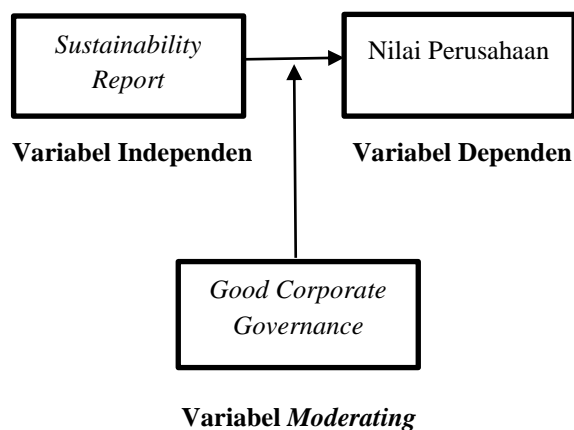 Sustainability
Report
Nilai Perusahaan
Variabel Independen
Variabel Dependen
Good Corporate
Governance
Variabel Moderating